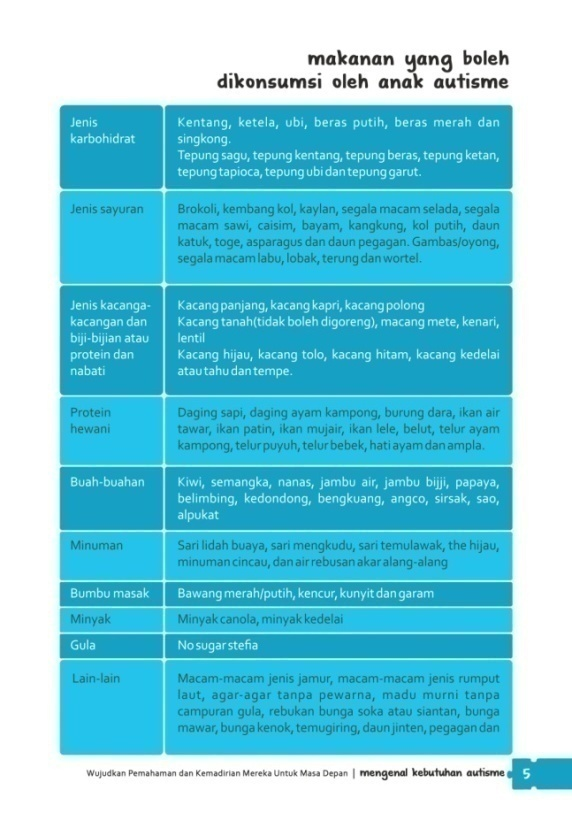 makanan yang boleh
dikonsumsi oleh anak autisme
Jenis
karbohidrat
Kentang, ketela, ubi, beras putih, beras merah dan
singkong.
Tepung sagu, tepung kentang, tepung beras, tepung ketan,
tepung tapioca, tepung ubi dan tepung garut.
Jenis sayuran
Brokoli, kembang kol, kaylan, segala macam selada, segala
macam sawi, caisim, bayam, kangkung, kol putih, daun
katuk, toge, asparagus dan daun pegagan. Gambas/oyong,
segala macam labu, lobak, terung dan wortel.
Jenis kacanga-
kacangan dan
biji-bijian atau
protein dan
nabati
Kacang panjang, kacang kapri, kacang polong
Kacang tanah(tidak boleh digoreng), macang mete, kenari,
lentil
Kacang hijau, kacang tolo, kacang hitam, kacang kedelai
atau tahu dan tempe.
Protein
hewani
Daging sapi, daging ayam kampong, burung dara, ikan air
tawar, ikan patin, ikan mujair, ikan lele, belut, telur ayam
kampong, telur puyuh, telur bebek, hati ayam dan ampla.
Buah-buahan
Kiwi, semangka, nanas, jambu air, jambu bijji, papaya,
belimbing, kedondong, bengkuang, angco, sirsak, sao,
alpukat
Minuman
Sari lidah buaya, sari mengkudu, sari temulawak, the hijau,
minuman cincau, dan air rebusan akar alang-alang
Bumbu masak
Bawang merah/putih, kencur, kunyit dan garam
Minyak
Minyak canola, minyak kedelai
Gula
No sugar stefia
Lain-lain
Macam-macam jenis jamur, macam-macam jenis rumput
laut, agar-agar tanpa pewarna, madu murni tanpa
campuran gula, rebukan bunga soka atau siantan, bunga
mawar, bunga kenok, temugiring, daun jinten, pegagan dan
Wujudkan Pemahaman dan Kemadirian Mereka Untuk Masa Depan | mengenal kebutuhan autisme 5